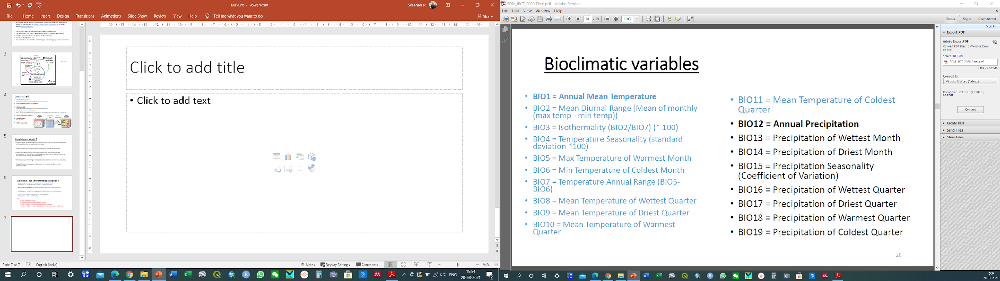 MaxEnt - PowerPoint
Sreehari R
File Home Insert Design Transitions Animations Slide Show Review View Help Tell me what you want to do
Share
3
4
Step involved
5
How Maxent Works ?
6
Where do I get Environmental Variables ?
7
Click to add title
• Click to add text
Slide 7 of 7 English (India)
Notes Display Settings Comments 94%
ENG
15:54
20-03-2021
SDM_IBCT_2020-Final.pdf - Adobe Reader
File Edit View Window Help
20 / 59
110%
Tools Sign Comment
Sign In
Bioclimatic variables
• BIO1 = Annual Mean Temperature
• BIO2 = Mean Diurnal Range (Mean of monthly
(max temp - min temp))
• BIO3 = Isothermality (BIO2/BIO7) (* 100)
• BIO4 = Temperature Seasonality (standard
deviation *100)
• BIO5 = Max Temperature of Warmest Month
• BIO6 = Min Temperature of Coldest Month
• BIO7 = Temperature Annual Range (BIO5-
BIO6)
• BIO8 = Mean Temperature of Wettest Quarter
• BIO9 = Mean Temperature of Driest Quarter
• BIO10 = Mean Temperature of Warmest
Quarter
• BIO11 = Mean Temperature of Coldest
Quarter
• BIO12 = Annual Precipitation
• BIO13 = Precipitation of Wettest Month
• BIO14 = Precipitation of Driest Month
• BIO15 = Precipitation Seasonality
(Coefficient of Variation)
• BIO16 = Precipitation of Wettest Quarter
• BIO17 = Precipitation of Driest Quarter
• BIO18 = Precipitation of Warmest Quarter
• BIO19 = Precipitation of Coldest Quarter
20
Export PDF
Adobe ExportPDF
Convert PDF files to Word or Excel
online
Select PDF File:
SDM_IBCT_2020-Final.pdf
1 file / 2.69 MB
Convert To:
Microsoft Word (*.docx)
Recognize Text in English(U.S.)
Change
Convert
Create PDF
Send Files
Store Files
15:54
20-03-2021